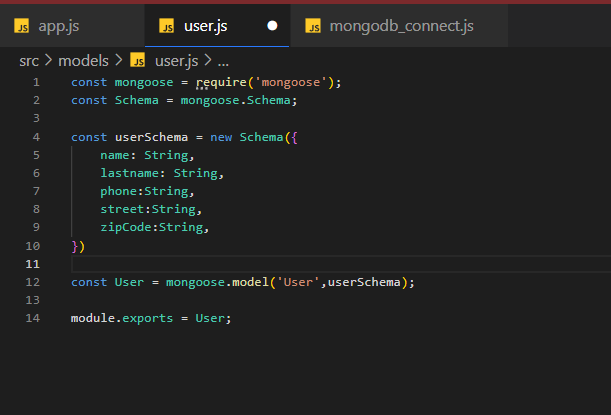 JS app.js JS user.js JS mongodb_connect.js
src > models > JS user.js > ...
1 const mongoose = require('mongoose');
2 const Schema = mongoose.Schema;
3
4 const userSchema = new Schema({
5 name: String,
6 lastname: String,
7 phone:String,
8 street:String,
9 zipCode:String,
10 })
11
12 const User = mongoose.model('User',userSchema);
13
14 module.exports = User;